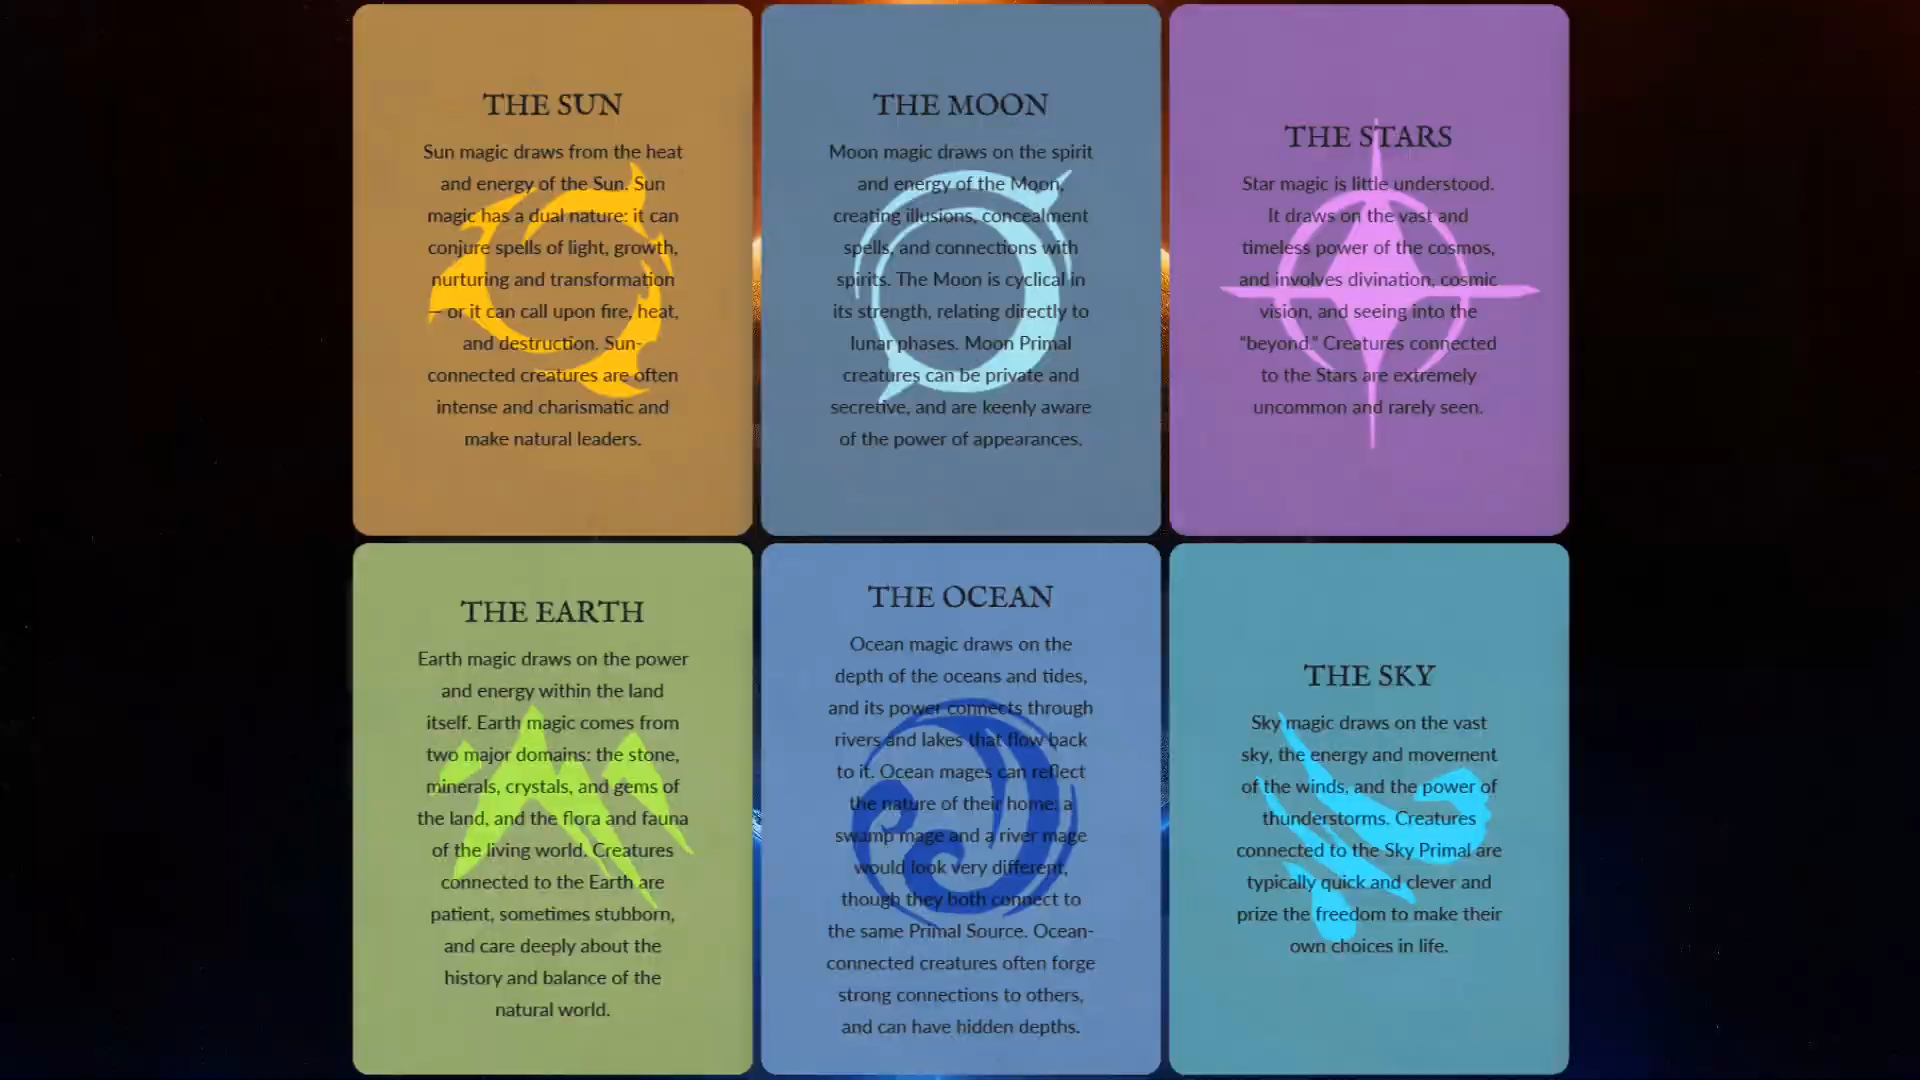 THE SUN
Sun magic draws from the heat
and energy of the Sun. Sun
magic has a dual nature: it can
conjure spells of light, growth,
nurturing and transformation
— or it can call upon fire, heat,
and destruction. Sun-
connected creatures are often
intense and charismatic and
make natural leaders.
THE MOON
Moon magic draws on the spirit
and energy of the Moon,
creating illusions, concealment
spells, and connections with
spirits. The Moon is cyclical in
its strength, relating directly to
lunar phases. Moon Primal
creatures can be private and
secretive, and are keenly aware
of the power of appearances.
THE STARS
Star magic is little understood.
It draws on the vast and
timeless power of the cosmos,
and involves divination, cosmic
vision, and seeing into the
"beyond." Creatures connected
to the Stars are extremely
uncommon and rarely seen.
THE EARTH
Earth magic draws on the power
and energy within the land
itself. Earth magic comes from
two major domains: the stone,
minerals, crystals, and gems of
the land, and the flora and fauna
of the living world. Creatures
connected to the Earth are
patient, sometimes stubborn,
and care deeply about the
history and balance of the
natural world.
THE OCEAN
Ocean magic draws on the
depth of the oceans and tides,
and its power connects through
rivers and lakes that flow back
to it. Ocean mages can reflect
the nature of their home: a
swamp mage and a river mage
would look very different,
though they both connect to
the same Primal Source. Ocean-
connected creatures often forge
strong connections to others,
and can have hidden depths.
THE SKY
Sky magic draws on the vast
sky, the energy and movement
of the winds, and the power of
thunderstorms. Creatures
connected to the Sky Primal are
typically quick and clever and
prize the freedom to make their
own choices in life.